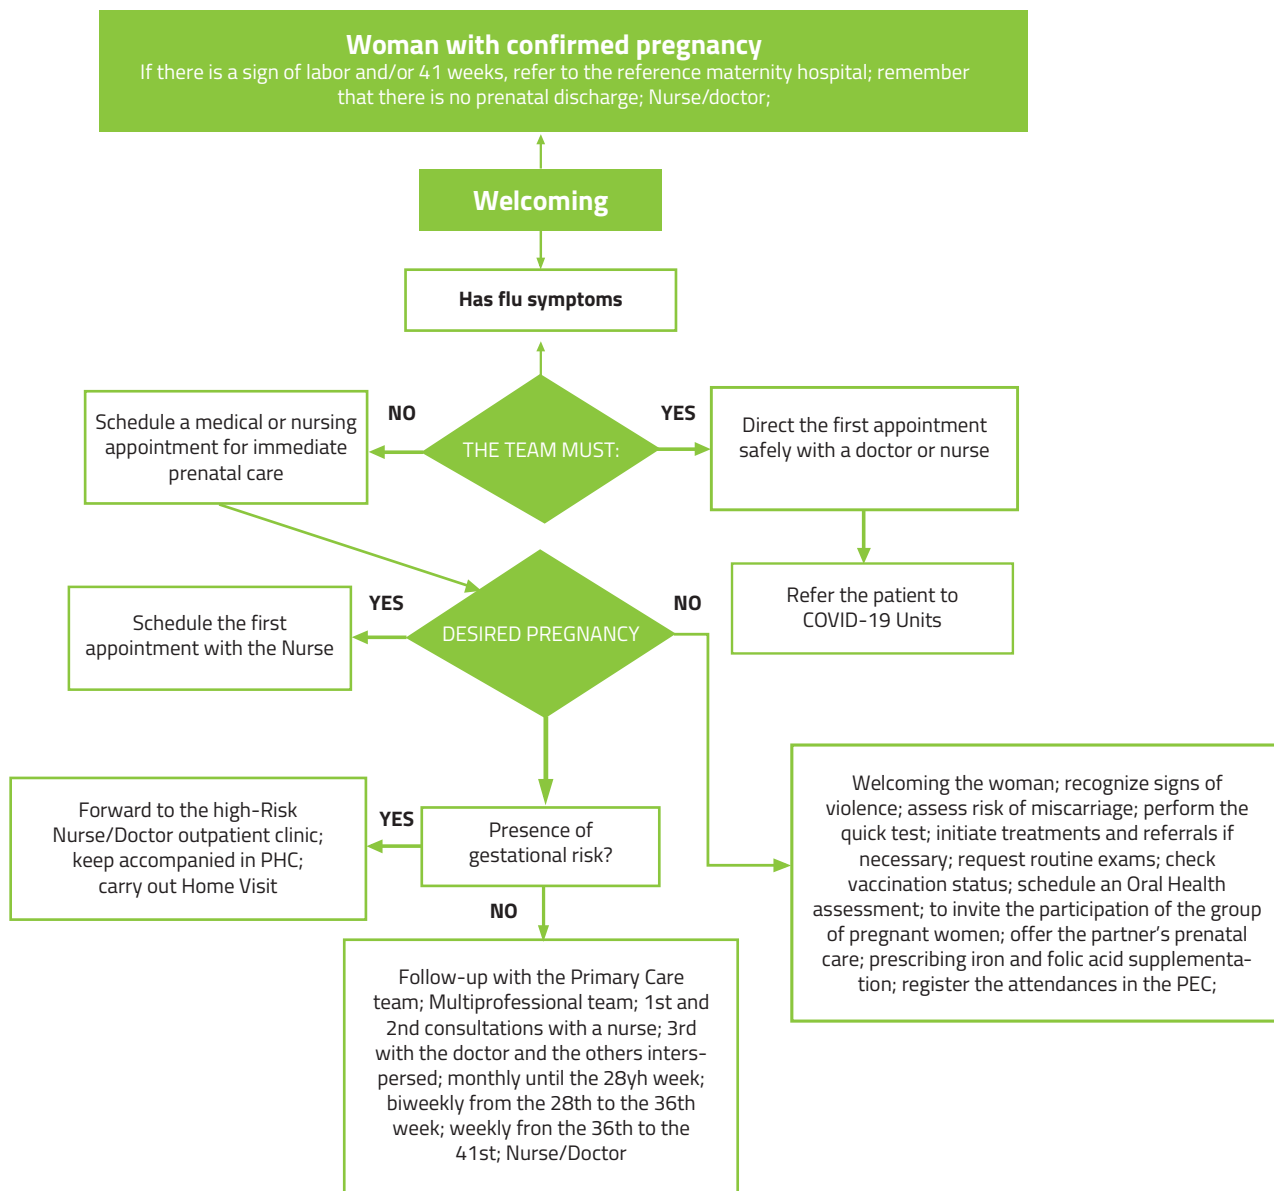 Woman with confirmed pregnancy
If there is a sign of labor and/or 41 weeks, refer to the reference maternity hospital; remember
that there is no prenatal discharge; Nurse/doctor;
Welcoming
Has flu symptoms
NO
YES
THE TEAM MUST:
Schedule a medical or nursing
appointment for immediate
prenatal care
Direct the first appointment
safely with a doctor or nurse
Refer the patient to
COVID-19 Units
YES
NO
DESIRED PREGNANCY
Schedule the first
appointment with the Nurse
Welcoming the woman; recognize signs of
violence; assess risk of miscarriage; perform the
quick test; initiate treatments and referrals if
necessary; request routine exams; check
vaccination status; schedule an Oral Health
assessment; to invite the participation of the group
of pregnant women; offer the partner's prenatal
care; prescribing iron and folic acid supplementa-
tion; register the attendances in the PEC;
Forward to the high-Risk
Nurse/Doctor outpatient clinic;
keep accompanied in PHC;
carry out Home Visit
YES
Presence of
gestational risk?
NO
Follow-up with the Primary Care
team; Multiprofessional team; 1st and
2nd consultations with a nurse; 3rd
with the doctor and the others inters-
persed; monthly until the 28yh week;
biweekly from the 28th to the 36th
week; weekly fron the 36th to the
41st; Nurse/Doctor